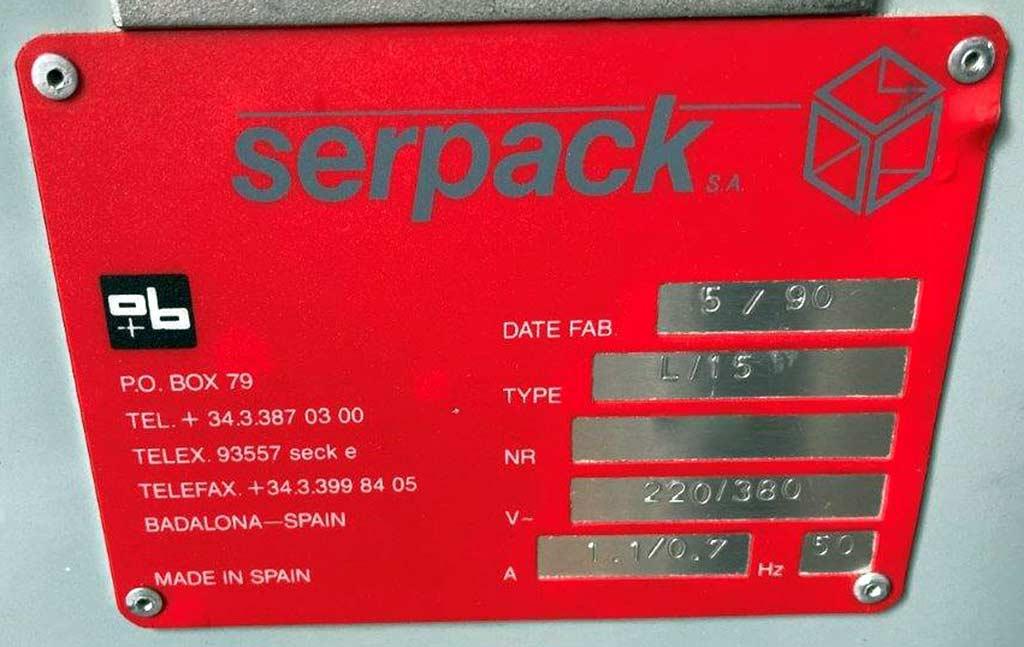 serpack S.A.
a+b
P.O. BOX 79
TEL. + 34.3.387 03 00
TELEX. 93557 seck e
TELEFAX. +34.3.399 84 05
BADALONA—SPAIN
MADE IN SPAIN
DATE FAB. 5 / 90
TYPE L/15
NR
V~ 220/380
A 1.1/0.7 Hz 50